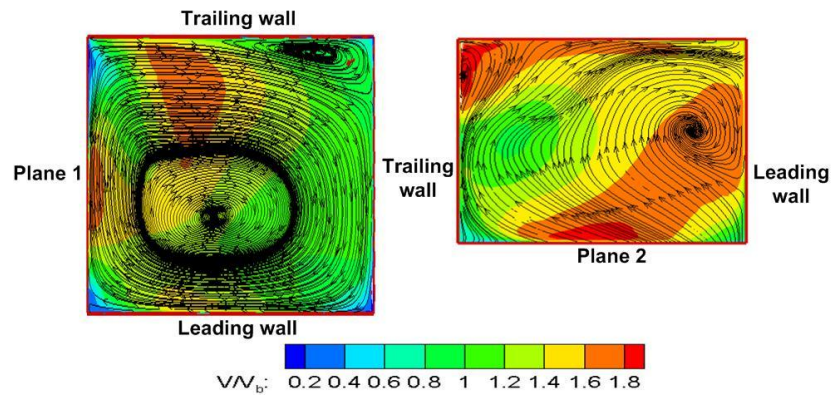 Trailing wall
Plane 1
Leading wall
Trailing
wall
Leading
wall
Plane 2
V/Vb: 0.2 0.4 0.6 0.8 1 1.2 1.4 1.6 1.8